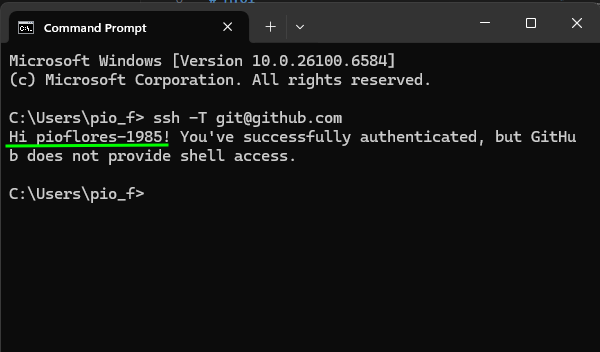 Command Prompt
Microsoft Windows [Version 10.0.26100.6584]
(c) Microsoft Corporation. All rights reserved.
C:\Users\pio_f> ssh -T git@github.com
Hi pioflores-1985! You've successfully authenticated, but GitHu
b does not provide shell access.
C:\Users\pio_f>